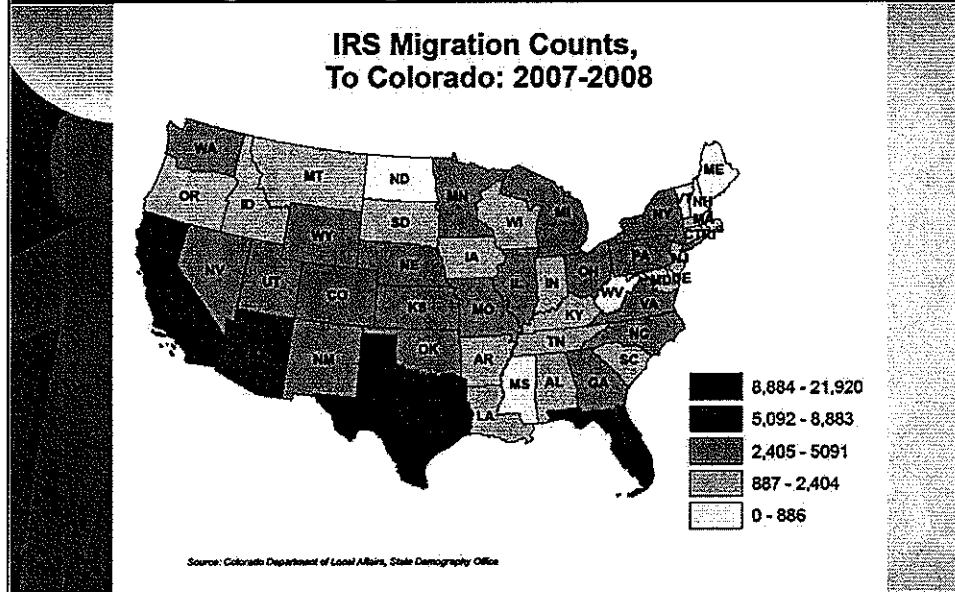 IRS Migration Counts,
To Colorado: 2007-2008
WA
MT
ND
MN
ME
OR
ID
SD
WI
MI
NY
VT
NH
MA
CT
RI
WY
IA
NE
PA
NJ
NV
UT
CO
IL
IN
OH
MD
DE
WV
VA
KS
MO
KY
NC
TN
OK
NM
AR
SC
MS
AL
GA
LA
8,884 - 21,920
5,092 - 8,883
2,405 - 5091
887 - 2,404
0 - 886
Source: Colorado Department of Local Affairs, State Demography Office